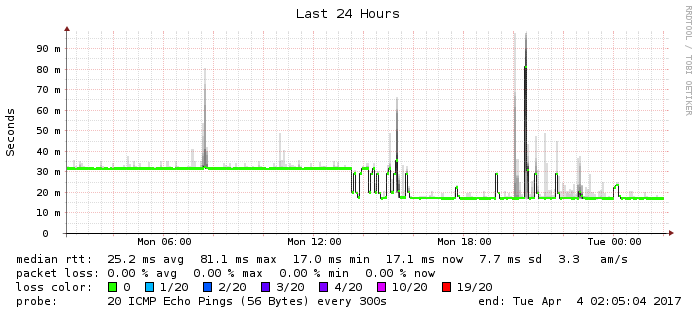 Last 24 Hours
RRDTOOL / TOBI OETIKER
Seconds
90 m
80 m
70 m
60 m
50 m
40 m
30 m
20 m
10 m
0
Mon 06:00 Mon 12:00 Mon 18:00 Tue 00:00
median rtt: 25.2 ms avg 81.1 ms max 17.0 ms min 17.1 ms now 7.7 ms sd 3.3 am/s
packet loss: 0.00 % avg 0.00 % max 0.00 % min 0.00 % now
loss color: 0 1/20 2/20 3/20 4/20 10/20 19/20
probe: 20 ICMP Echo Pings (56 Bytes) every 300s end: Tue Apr 4 02:05:04 2017